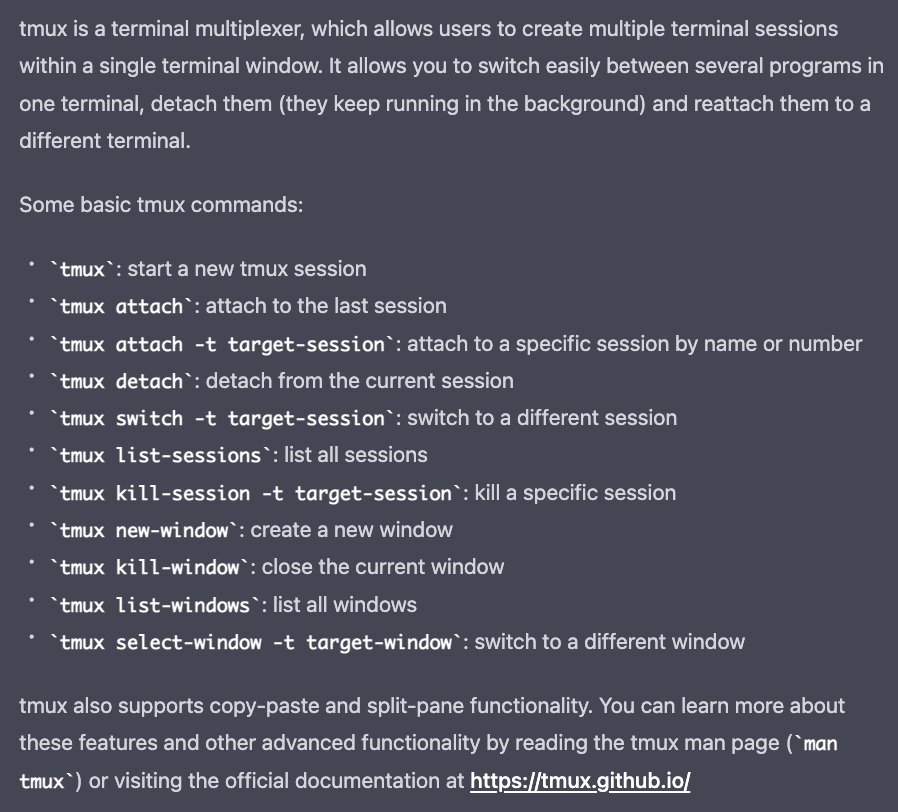 tmux is a terminal multiplexer, which allows users to create multiple terminal sessions
within a single terminal window. It allows you to switch easily between several programs in
one terminal, detach them (they keep running in the background) and reattach them to a
different terminal.
Some basic tmux commands:
• `tmux`: start a new tmux session
• `tmux attach`: attach to the last session
• `tmux attach -t target-session`: attach to a specific session by name or number
• `tmux detach`: detach from the current session
• `tmux switch -t target-session`: switch to a different session
• `tmux list-sessions`: list all sessions
• `tmux kill-session -t target-session`: kill a specific session
• `tmux new-window`: create a new window
• `tmux kill-window`: close the current window
• `tmux list-windows`: list all windows
• `tmux select-window -t target-window`: switch to a different window
tmux also supports copy-paste and split-pane functionality. You can learn more about
these features and other advanced functionality by reading the tmux man page (`man
tmux`) or visiting the official documentation at https://tmux.github.io/